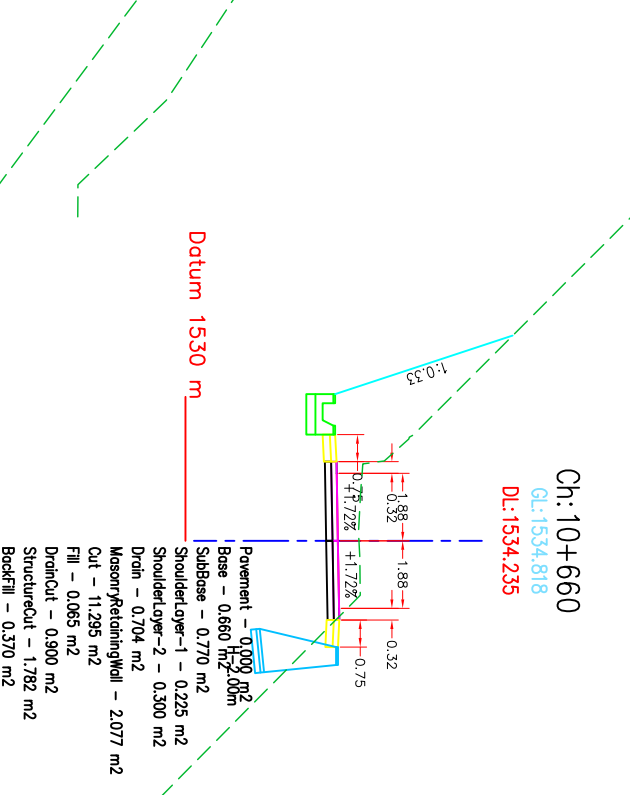 Ch: 10+660
GL:1534.818
DL:1534.235
1:0.33
1.88
1.88
0.32
0.32
0.75
0.75
+1.72%
+1.72%
H=2.00m
Datum 1530 m
Pavement - 0.000 m2
Base - 0.660 m2
SubBase - 0.770 m2
ShoulderLayer-1 - 0.225 m2
ShoulderLayer-2 - 0.300 m2
Drain - 0.704 m2
MasonryRetainingWall - 2.077 m2
Cut - 11.295 m2
Fill - 0.065 m2
DrainCut - 0.900 m2
StructureCut - 1.782 m2
BackFill - 0.370 m2